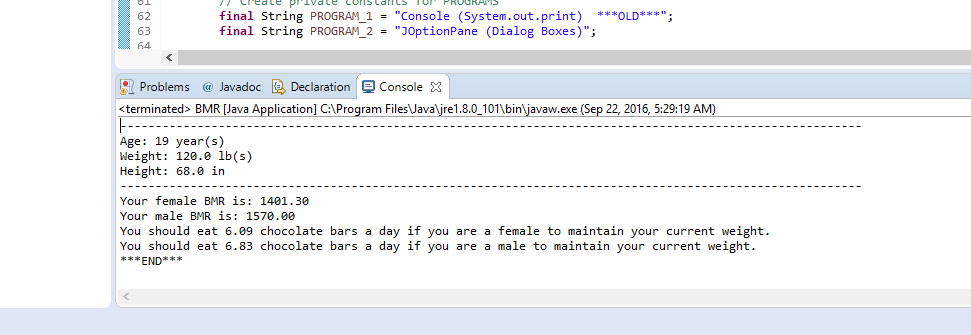 61 // Create private constants for PROGRAMS
62 final String PROGRAM_1 = "Console (System.out.print)  ***OLD***";
63 final String PROGRAM_2 = "JOptionPane (Dialog Boxes)";
64
Problems @ Javadoc Declaration Console
<terminated> BMR [Java Application] C:\Program Files\Java\jre1.8.0_101\bin\javaw.exe (Sep 22, 2016, 5:29:19 AM)
----------------------------------------------------------------------------------------------------------
Age: 19 year(s)
Weight: 120.0 lb(s)
Height: 68.0 in
----------------------------------------------------------------------------------------------------------
Your female BMR is: 1401.30
Your male BMR is: 1570.00
You should eat 6.09 chocolate bars a day if you are a female to maintain your current weight.
You should eat 6.83 chocolate bars a day if you are a male to maintain your current weight.
***END***